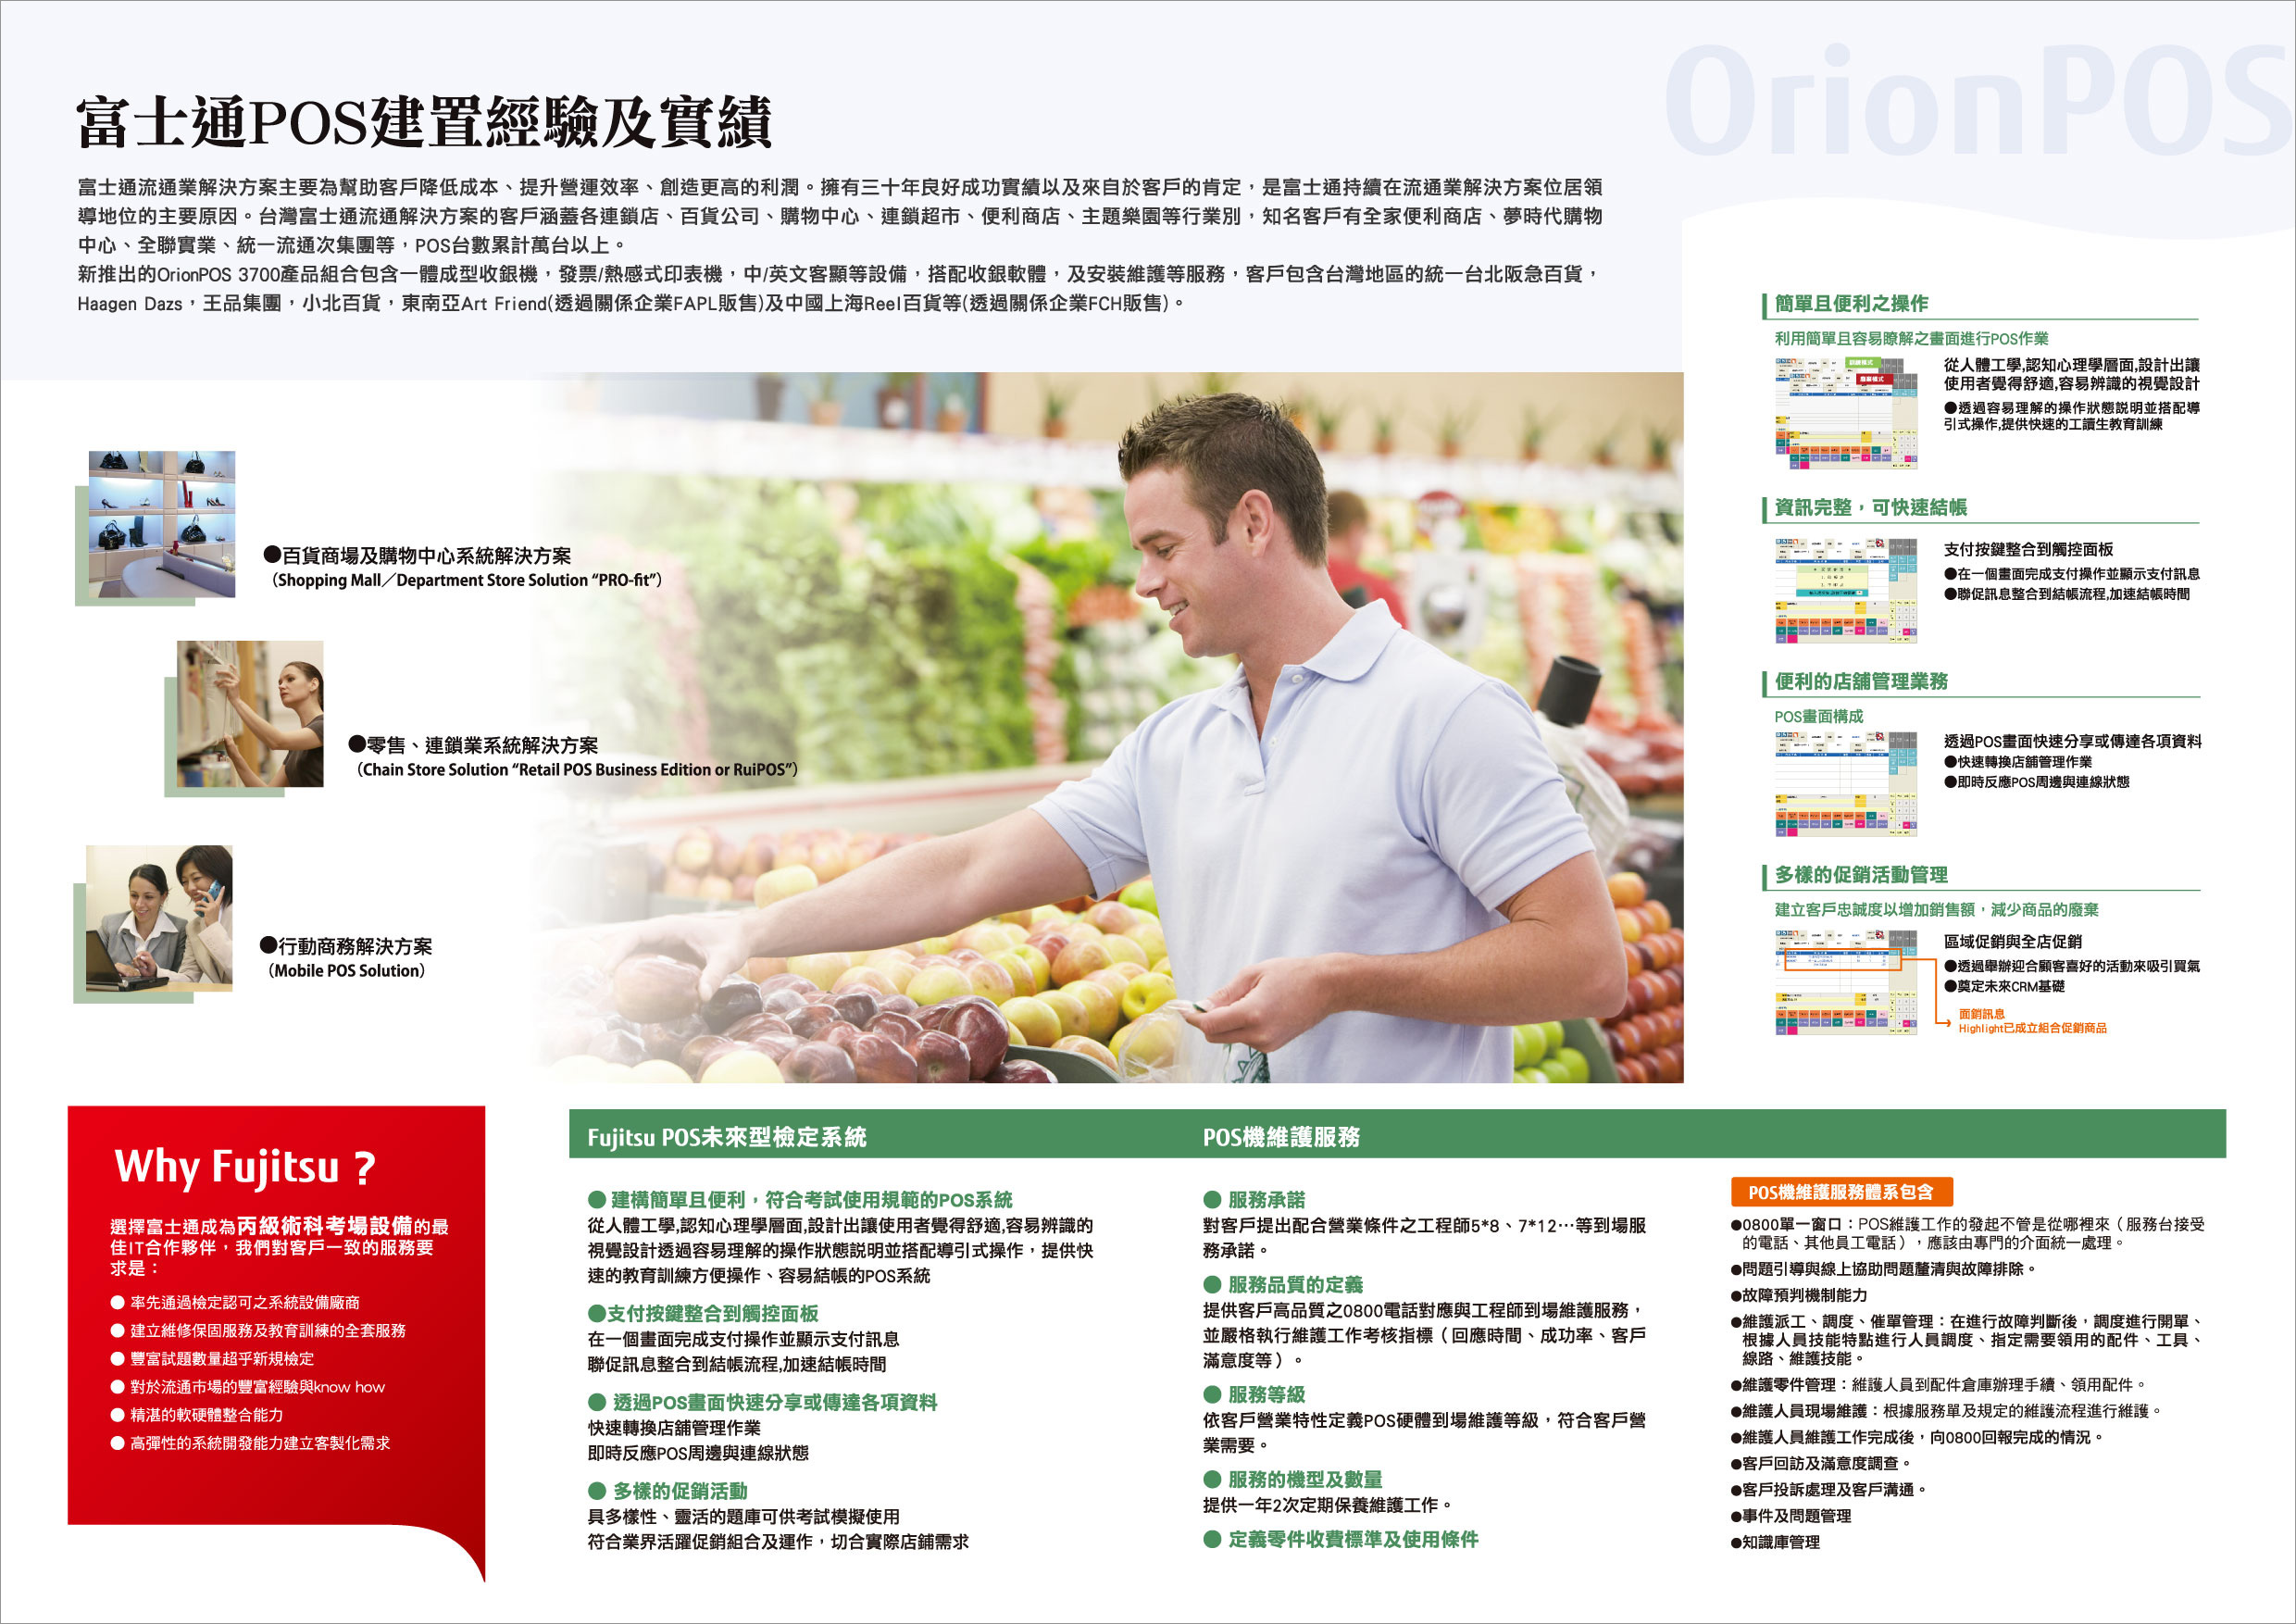 OrionPOS
富士通POS建置經驗及實績
富士通流通業解決方案主要為幫助客戶降低成本、提升營運效率、創造更高的利潤。擁有三十年良好成功實績以及來自於客戶的肯定，是富士通持續在流通業解決方案位居領
導地位的主要原因。台灣富士通流通解決方案的客戶涵蓋各連鎖店、百貨公司、購物中心、連鎖超市、便利商店、主題樂園等行業別，知名客戶有全家便利商店、夢時代購物
中心、全聯實業、統一流通次集團等，POS台數累計萬台以上。
新推出的OrionPOS 3700產品組合包含一體成型收銀機，發票/熱感式印表機，中/英文客顯等設備，搭配收銀軟體，及安裝維護等服務，客戶包含台灣地區的統一台北阪急百貨，
Haagen Dazs，王品集團，小北百貨，東南亞Art Friend(透過關係企業FAPL販售)及中國上海Reel百貨等(透過關係企業FCH販售)。
●百貨商場及購物中心系統解決方案
（Shopping Mall／Department Store Solution “PRO-fit”）
●零售、連鎖業系統解決方案
（Chain Store Solution “Retail POS Business Edition or RuiPOS”）
●行動商務解決方案
（Mobile POS Solution）
簡單且便利之操作
利用簡單且容易瞭解之畫面進行POS作業
從人體工學,認知心理學層面,設計出讓
使用者覺得舒適,容易辨識的視覺設計
●透過容易理解的操作狀態説明並搭配導
引式操作,提供快速的工讀生教育訓練
資訊完整，可快速結帳
支付按鍵整合到觸控面板
●在一個畫面完成支付操作並顯示支付訊息
●聯促訊息整合到結帳流程,加速結帳時間
便利的店舖管理業務
POS畫面構成
透過POS畫面快速分享或傳達各項資料
●快速轉換店舖管理作業
●即時反應POS周邊與連線狀態
多樣的促銷活動管理
建立客戶忠誠度以增加銷售額，減少商品的廢棄
區域促銷與全店促銷
●透過舉辦迎合顧客喜好的活動來吸引買氣
●奠定未來CRM基礎
面銷訊息
Highlight已成立組合促銷商品
Why Fujitsu？
選擇富士通成為丙級術科考場設備的最
佳IT合作夥伴，我們對客戶一致的服務要
求是：
● 率先通過檢定認可之系統設備廠商
● 建立維修保固服務及教育訓練的全套服務
● 豐富試題數量超乎新規檢定
● 對於流通市場的豐富經驗與know how
● 精湛的軟硬體整合能力
● 高彈性的系統開發能力建立客製化需求
Fujitsu POS未來型檢定系統
● 建構簡單且便利，符合考試使用規範的POS系統
從人體工學,認知心理學層面,設計出讓使用者覺得舒適,容易辨識的
視覺設計透過容易理解的操作狀態説明並搭配導引式操作，提供快
速的教育訓練方便操作、容易結帳的POS系統
●支付按鍵整合到觸控面板
在一個畫面完成支付操作並顯示支付訊息
聯促訊息整合到結帳流程,加速結帳時間
● 透過POS畫面快速分享或傳達各項資料
快速轉換店舖管理作業
即時反應POS周邊與連線狀態
● 多樣的促銷活動
具多樣性、靈活的題庫可供考試模擬使用
符合業界活躍促銷組合及運作，切合實際店鋪需求
POS機維護服務
● 服務承諾
對客戶提出配合營業條件之工程師5*8、7*12…等到場服
務承諾。
● 服務品質的定義
提供客戶高品質之0800電話對應與工程師到場維護服務，
並嚴格執行維護工作考核指標（回應時間、成功率、客戶
滿意度等）。
● 服務等級
依客戶營業特性定義POS硬體到場維護等級，符合客戶營
業需要。
● 服務的機型及數量
提供一年2次定期保養維護工作。
● 定義零件收費標準及使用條件
POS機維護服務體系包含
●0800單一窗口：POS維護工作的發起不管是從哪裡來（服務台接受
的電話、其他員工電話），應該由專門的介面統一處理。
●問題引導與線上協助問題釐清與故障排除。
●故障預判機制能力
●維護派工、調度、催單管理：在進行故障判斷後，調度進行開單、
根據人員技能特點進行人員調度、指定需要領用的配件、工具、
線路、維護技能。
●維護零件管理：維護人員到配件倉庫辦理手續、領用配件。
●維護人員現場維護：根據服務單及規定的維護流程進行維護。
●維護人員維護工作完成後，向0800回報完成的情況。
●客戶回訪及滿意度調查。
●客戶投訴處理及客戶溝通。
●事件及問題管理
●知識庫管理